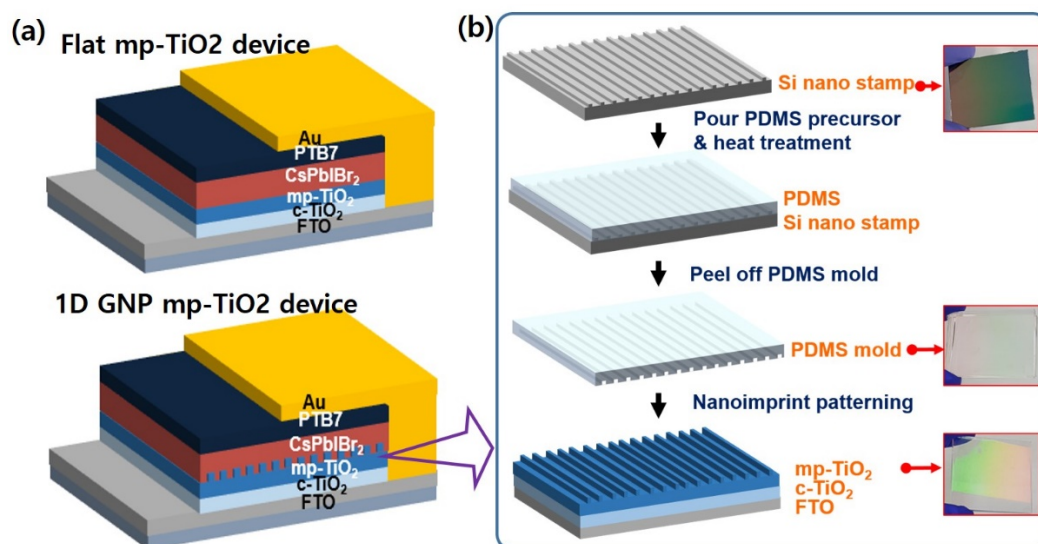 (a)
Flat mp-TiO2 device
Au
PTB7
CsPbIBr₂
mp-TiO₂
c-TiO₂
FTO
1D GNP mp-TiO2 device
Au
PTB7
CsPbIBr₂
mp-TiO₂
c-TiO₂
FTO
(b)
Si nano stamp
Pour PDMS precursor
& heat treatment
PDMS
Si nano stamp
Peel off PDMS mold
PDMS mold
Nanoimprint patterning
mp-TiO₂
c-TiO₂
FTO